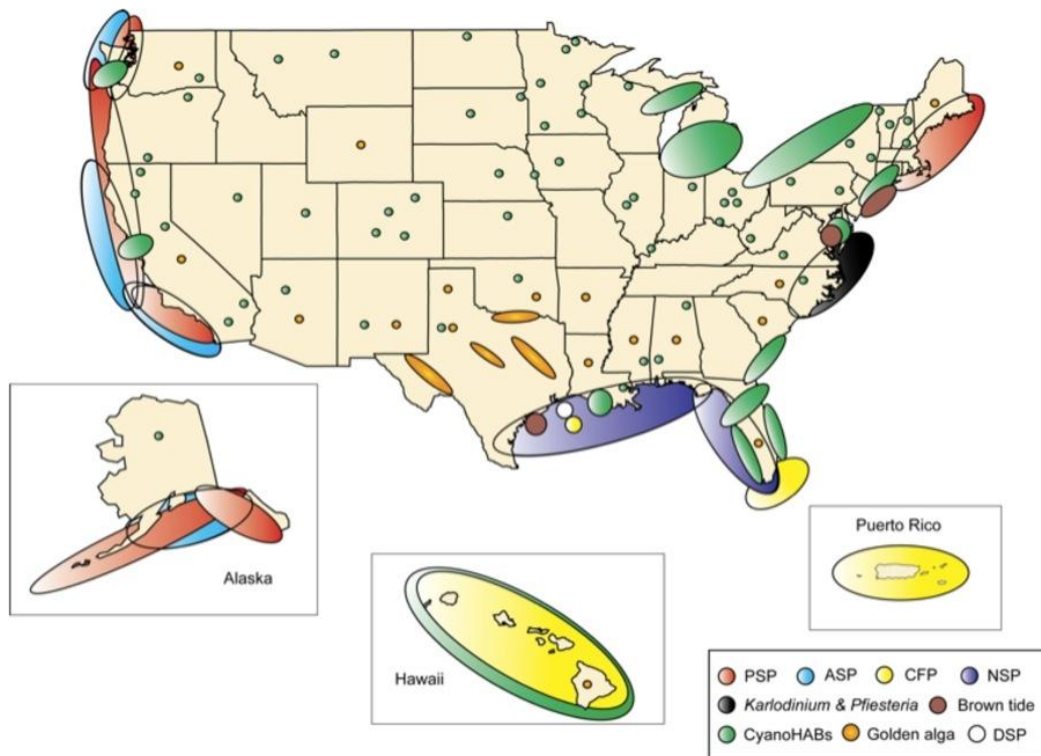 Puerto Rico
Alaska
Hawaii
PSP ASP CFP NSP
Karlodinium & Pfiesteria Brown tide
CyanoHABs Golden alga DSP